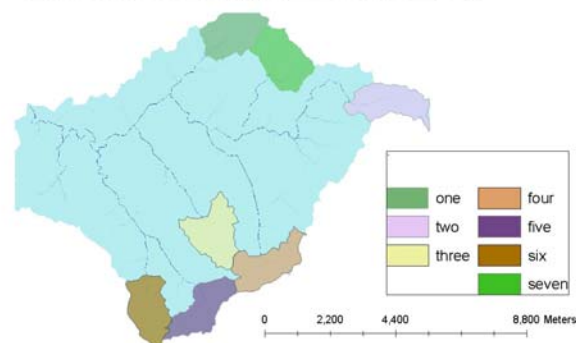 one
four
two
five
three
six
seven
0 2,200 4,400 8,800 Meters